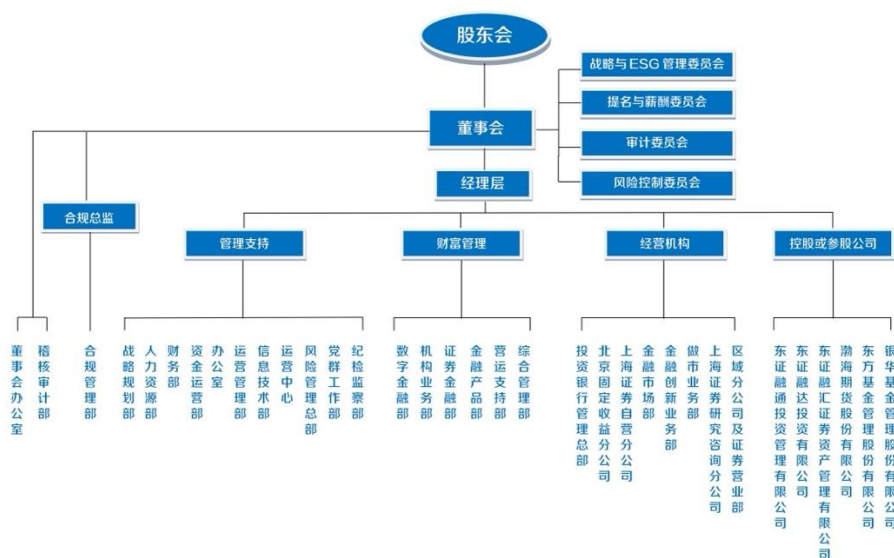 股东会
战略与ESG管理委员会
提名与薪酬委员会
董事会
审计委员会
经理层
风险控制委员会
合规总监
管理支持
财富管理
经营机构
控股或参股公司
董事会办公室
稽核审计部
合规管理部
战略规划部
人力资源部
财务部
资金运营部
办公室
运营管理部
信息技术部
运营中心
风险管理总部
党群工作部
纪检监察部
数字金融部
机构业务部
证券金融部
金融产品部
营运支持部
综合管理部
投资银行管理总部
北京固定收益分公司
上海证券自营分公司
金融市场部
金融创新业务部
做市业务部
上海证券研究咨询分公司
区域分公司及证券营业部
东证融通投资管理有限公司
东证融达投资有限公司
东证融汇证券资产管理有限公司
渤海期货股份有限公司
东方基金管理股份有限公司
银华基金管理股份有限公司